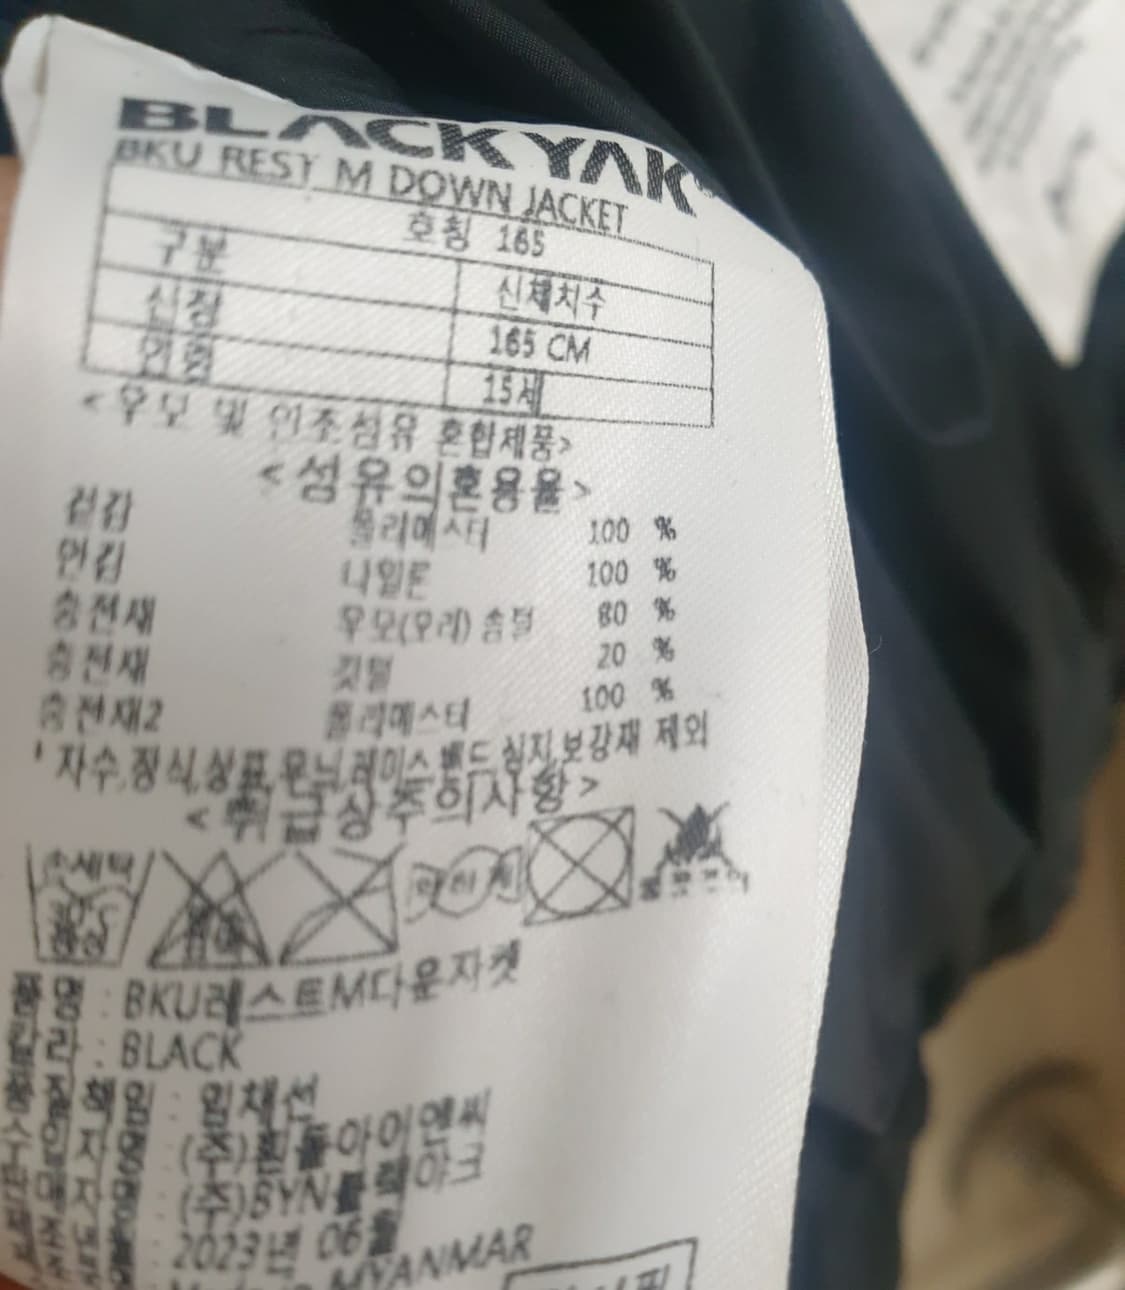 BLACKYAK
BKU REST M DOWN JACKET
호칭 165
구분 신체치수
신장 165 CM
연령 15세
<우모 및 인조섬유 혼합제품>
<섬유의혼용율>
겉감 폴리에스터 100 %
안감 나일론 100 %
충전재 우모(오리) 솜털 80 %
충전재 깃털 20 %
충전재2 폴리에스터 100 %
자수,장식,상표,무늬,레이스,밴드,심지,보강재 제외
<취급상주의사항>
손세탁
중성
염소
품명 : BKU레스트M다운자켓
칼라 : BLACK
품질책임 : 임채선
(주)
(주)BYN블랙야크
2023년 06월
MYANMAR